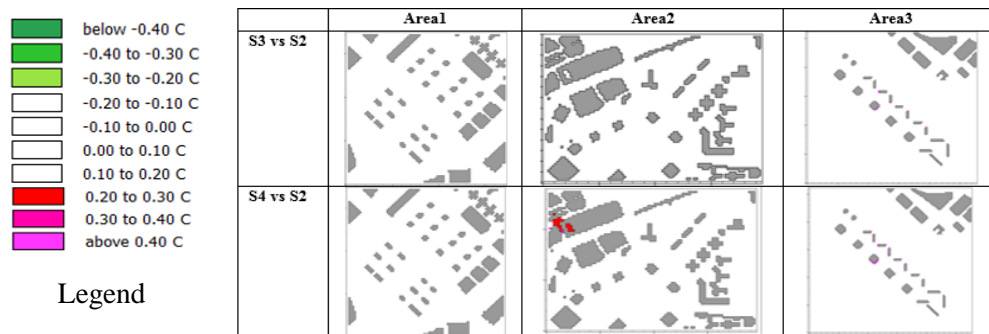 below -0.40 C
-0.40 to -0.30 C
-0.30 to -0.20 C
-0.20 to -0.10 C
-0.10 to 0.00 C
0.00 to 0.10 C
0.10 to 0.20 C
0.20 to 0.30 C
0.30 to 0.40 C
above 0.40 C
Legend
Area1 Area2 Area3
S3 vs S2
S4 vs S2